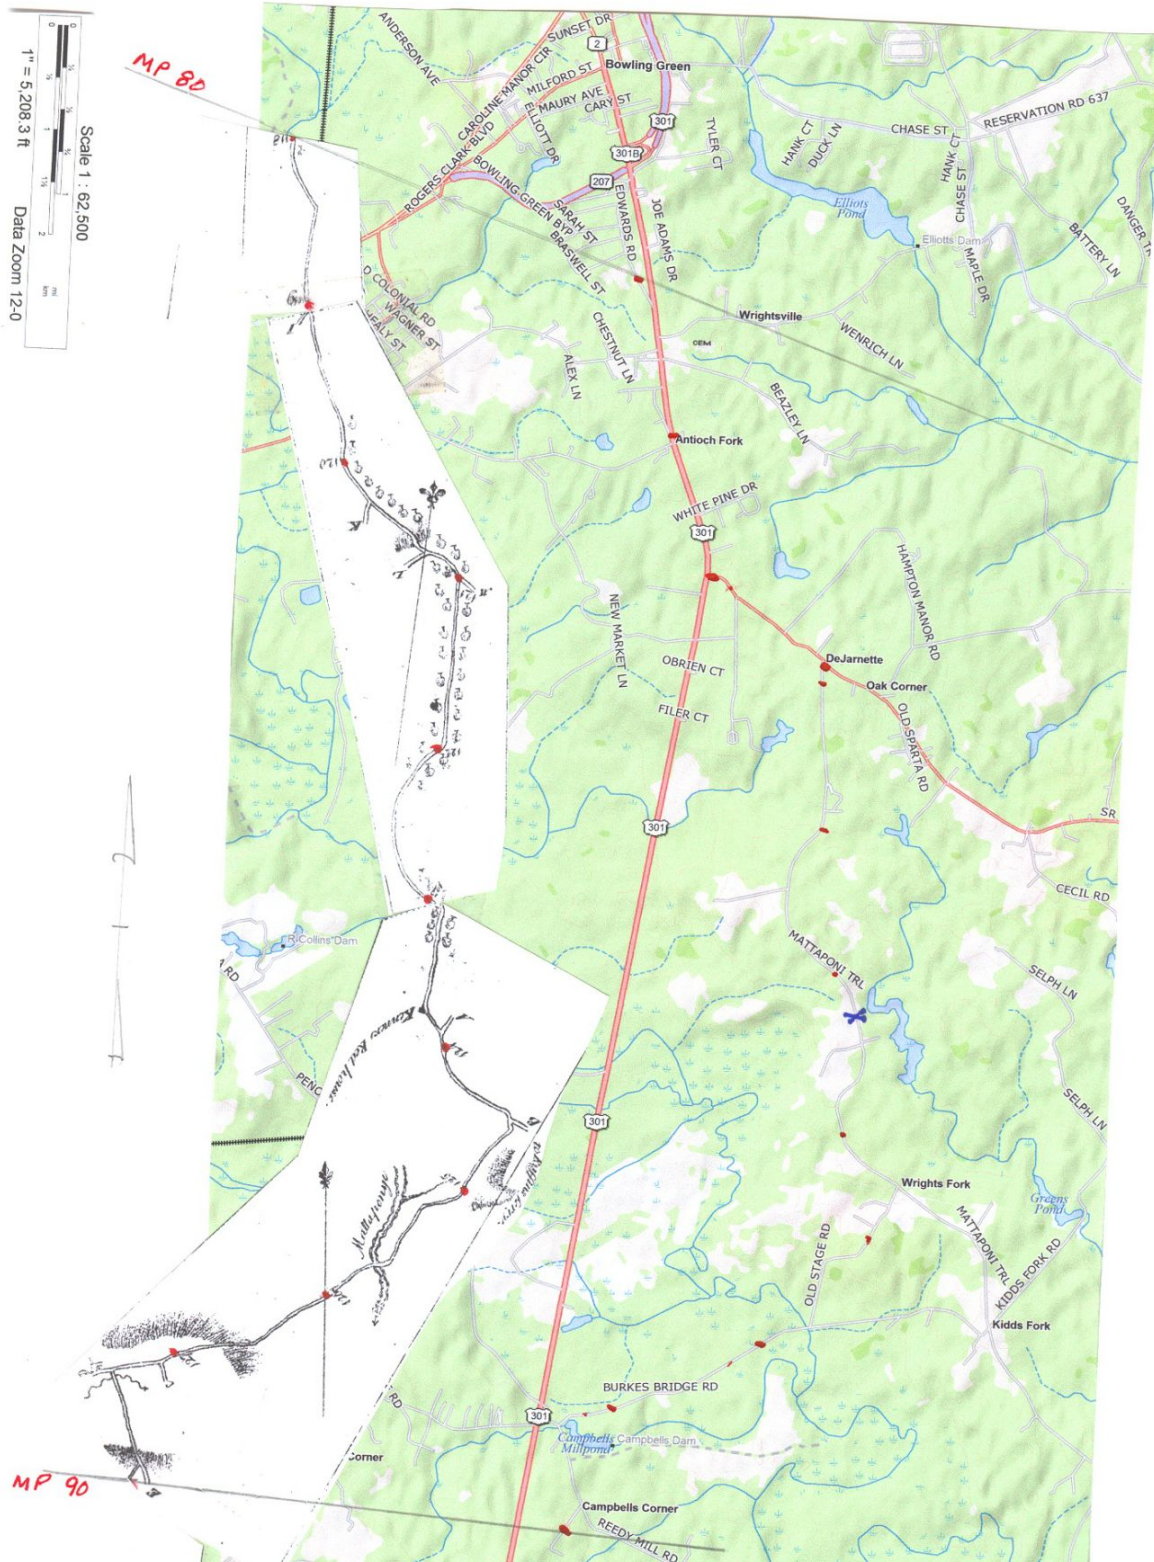 MP 80
Scale 1 : 62,500
1" = 5,208.3 ft
Data Zoom 12-0
mi
km
ANDERSON AVE
SUNSET DR
2
Bowling Green
CAROLINE MANOR CIR
MILFORD ST
MAURY AVE
CARY ST
ELLIOTT DR
ROGERS CLARK BLVD
301
301B
207
BOWLING GREEN BYP
SARAH ST
BRASWELL ST
EDWARDS RD
JOE ADAMS DR
TYLER CT
HANK CT
DUCK LN
CHASE ST
RESERVATION RD 637
HANK CT
CHASE ST
DANGER TR
BATTERY LN
MAPLE DR
Elliots
Pond
Elliotts Dam
O COLONIAL RD
WAGNER ST
HEALY ST
CHESTNUT LN
ALEX LN
Wrightsville
CEM
WENRICH LN
BEAZLEY LN
Antioch Fork
WHITE PINE DR
301
HAMPTON MANOR RD
NEW MARKET LN
OBRIEN CT
FILER CT
DeJarnette
Oak Corner
OLD SPARTA RD
SR
301
CECIL RD
MATTAPONI TRL
SELPH LN
R Collins Dam
A RD
PENC
120
124
SELPH LN
301
Wrights Fork
Greens
Pond
MATTAPONI TRL
KIDDS FORK RD
OLD STAGE RD
Kidds Fork
BURKES BRIDGE RD
301
RD
Corner
Campbells
Millpond
Campbells Dam
MP 90
Campbells Corner
REEDY MILL RD